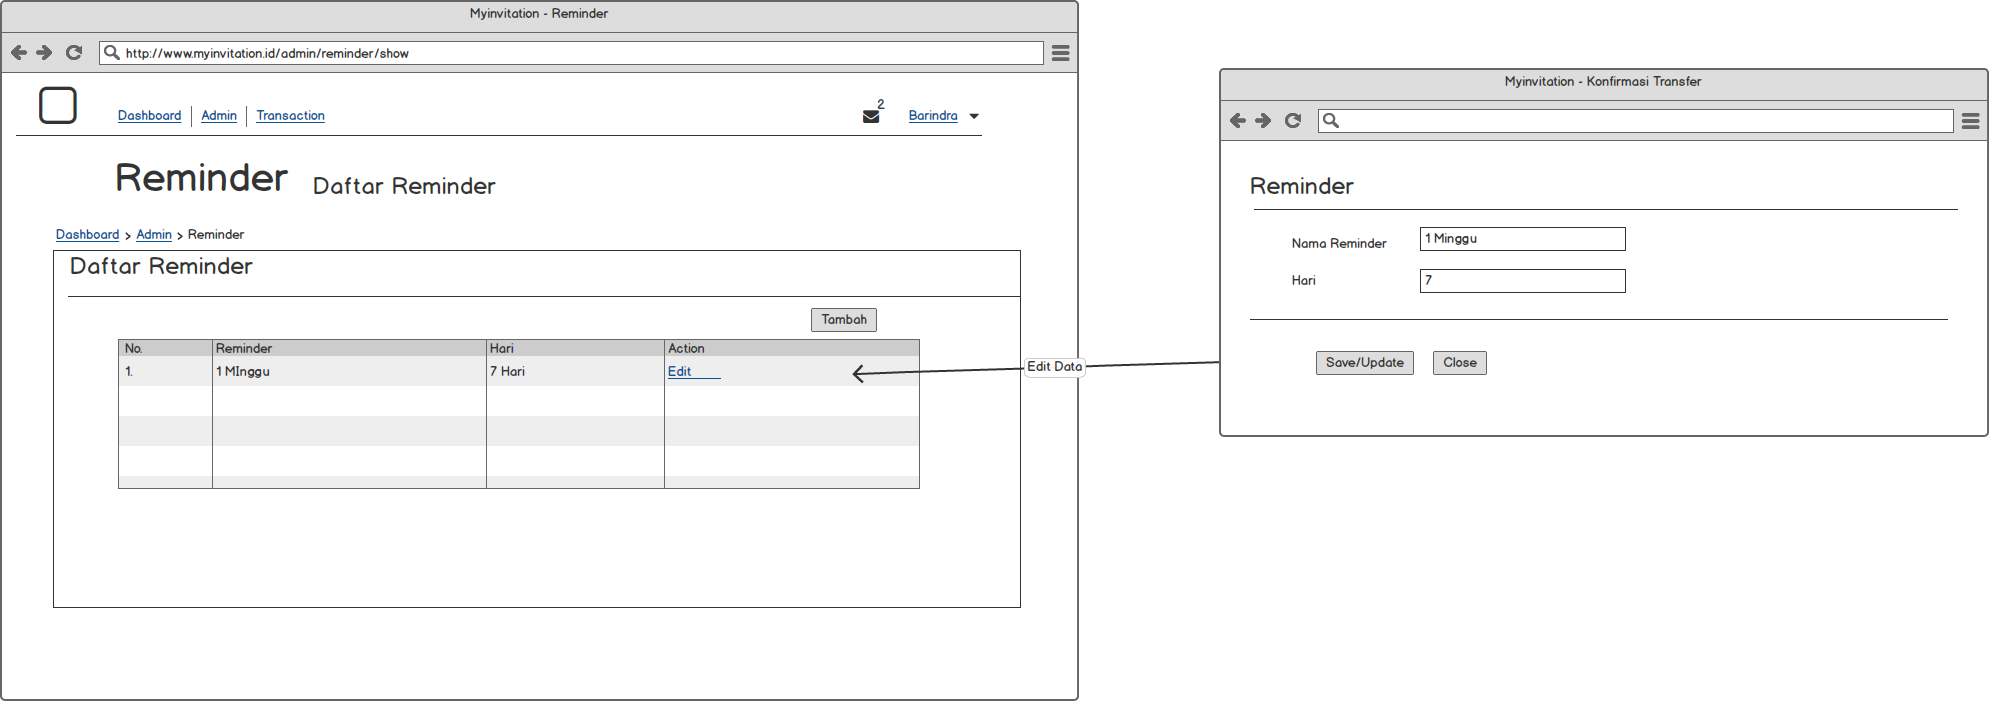 Myinvitation - Reminder
http://www.myinvitation.id/admin/reminder/show
Dashboard Admin Transaction 2 Barindra
Reminder Daftar Reminder
Dashboard > Admin > Reminder
Daftar Reminder
Tambah
No. Reminder Hari Action
1. 1 MInggu 7 Hari Edit
Edit Data
Myinvitation - Konfirmasi Transfer
Reminder
Nama Reminder 1 Minggu
Hari 7
Save/Update Close